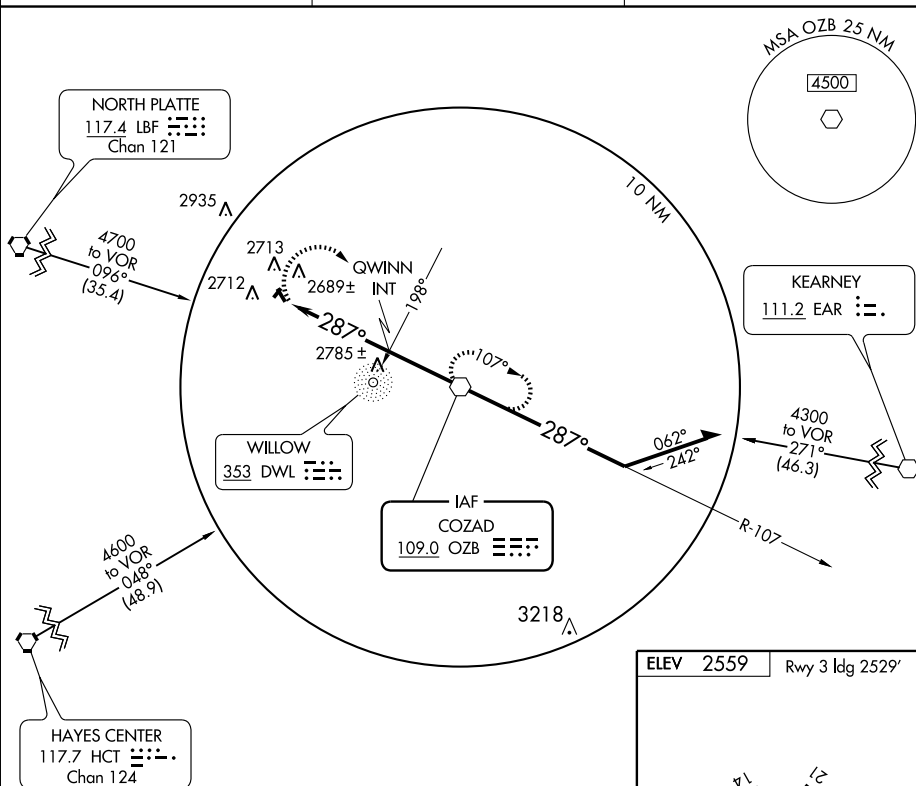 MSA OZB 25 NM
4500
NORTH PLATTE
117.4 LBF
Chan 121
10 NM
2935
4700
to VOR
096°
(35.4)
2713
2712
2689±
QWINN
INT
198°
287°
2785±
107°
KEARNEY
111.2 EAR
4300
to VOR
271°
(46.3)
WILLOW
353 DWL
287°
062°
242°
IAF
COZAD
109.0 OZB
R-107
4600
to VOR
048°
(48.9)
3218
HAYES CENTER
117.7 HCT
Chan 124
ELEV 2559
Rwy 3 ldg 2529'
14
21